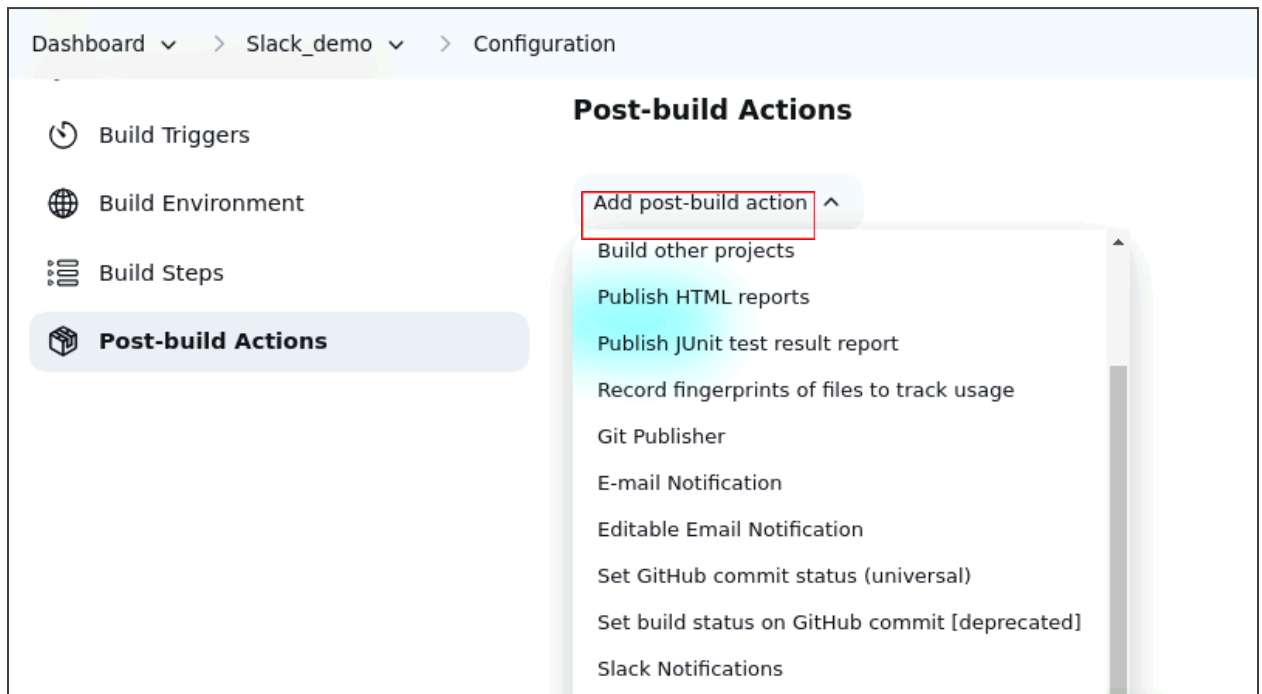 Dashboard Slack_demo Configuration
Build Triggers
Build Environment
Build Steps
Post-build Actions
Post-build Actions
Add post-build action
Build other projects
Publish HTML reports
Publish JUnit test result report
Record fingerprints of files to track usage
Git Publisher
E-mail Notification
Editable Email Notification
Set GitHub commit status (universal)
Set build status on GitHub commit [deprecated]
Slack Notifications